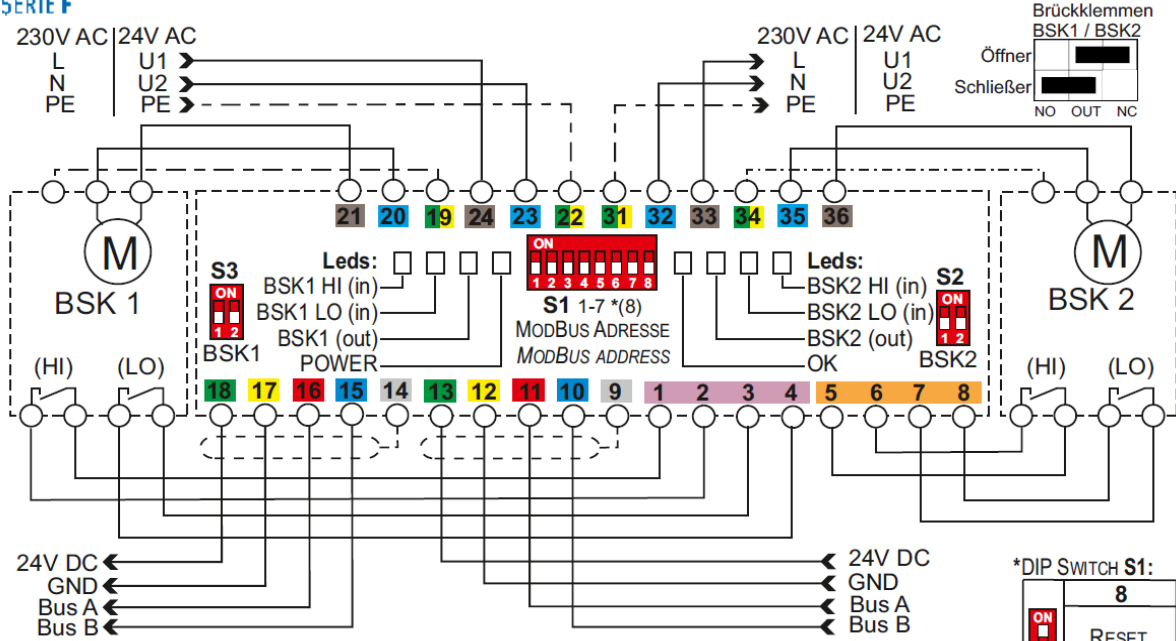 SERIE F
230V AC 24V AC
L U1
N U2
PE PE
230V AC 24V AC
L U1
N U2
PE PE
Brückklemmen
BSK1 / BSK2
Öffner
Schließer
NO OUT NC
21 20 19 24 23 22 31 32 33 34 35 36
M
BSK 1
S3
ON
1 2
BSK1
Leds:
BSK1 HI (in)
BSK1 LO (in)
BSK1 (out)
POWER
ON
1 2 3 4 5 6 7 8
S1 1-7 *(8)
MODBUS ADRESSE
MODBUS ADDRESS
Leds:
BSK2 HI (in)
BSK2 LO (in)
BSK2 (out)
OK
S2
ON
1 2
BSK2
M
BSK 2
(HI) (LO)
(HI) (LO)
18 17 16 15 14 13 12 11 10 9 1 2 3 4 5 6 7 8
24V DC
GND
Bus A
Bus B
24V DC
GND
Bus A
Bus B
*DIP SWITCH S1:
8
ON
RESET